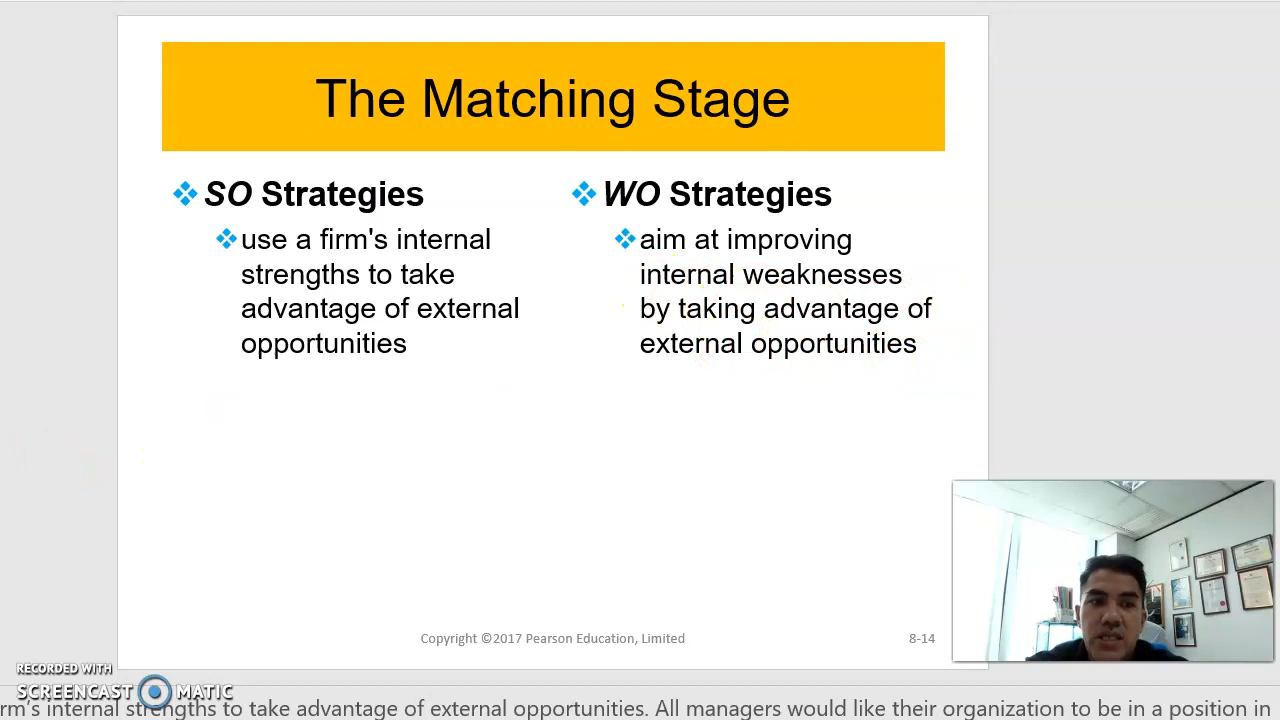 The Matching Stage
SO Strategies
use a firm's internal
strengths to take
advantage of external
opportunities
WO Strategies
aim at improving
internal weaknesses
by taking advantage of
external opportunities
Copyright ©2017 Pearson Education, Limited
8-14
RECORDED WITH
SCREENCAST MATIC
rm's internal strengths to take advantage of external opportunities. All managers would like their organization to be in a position in